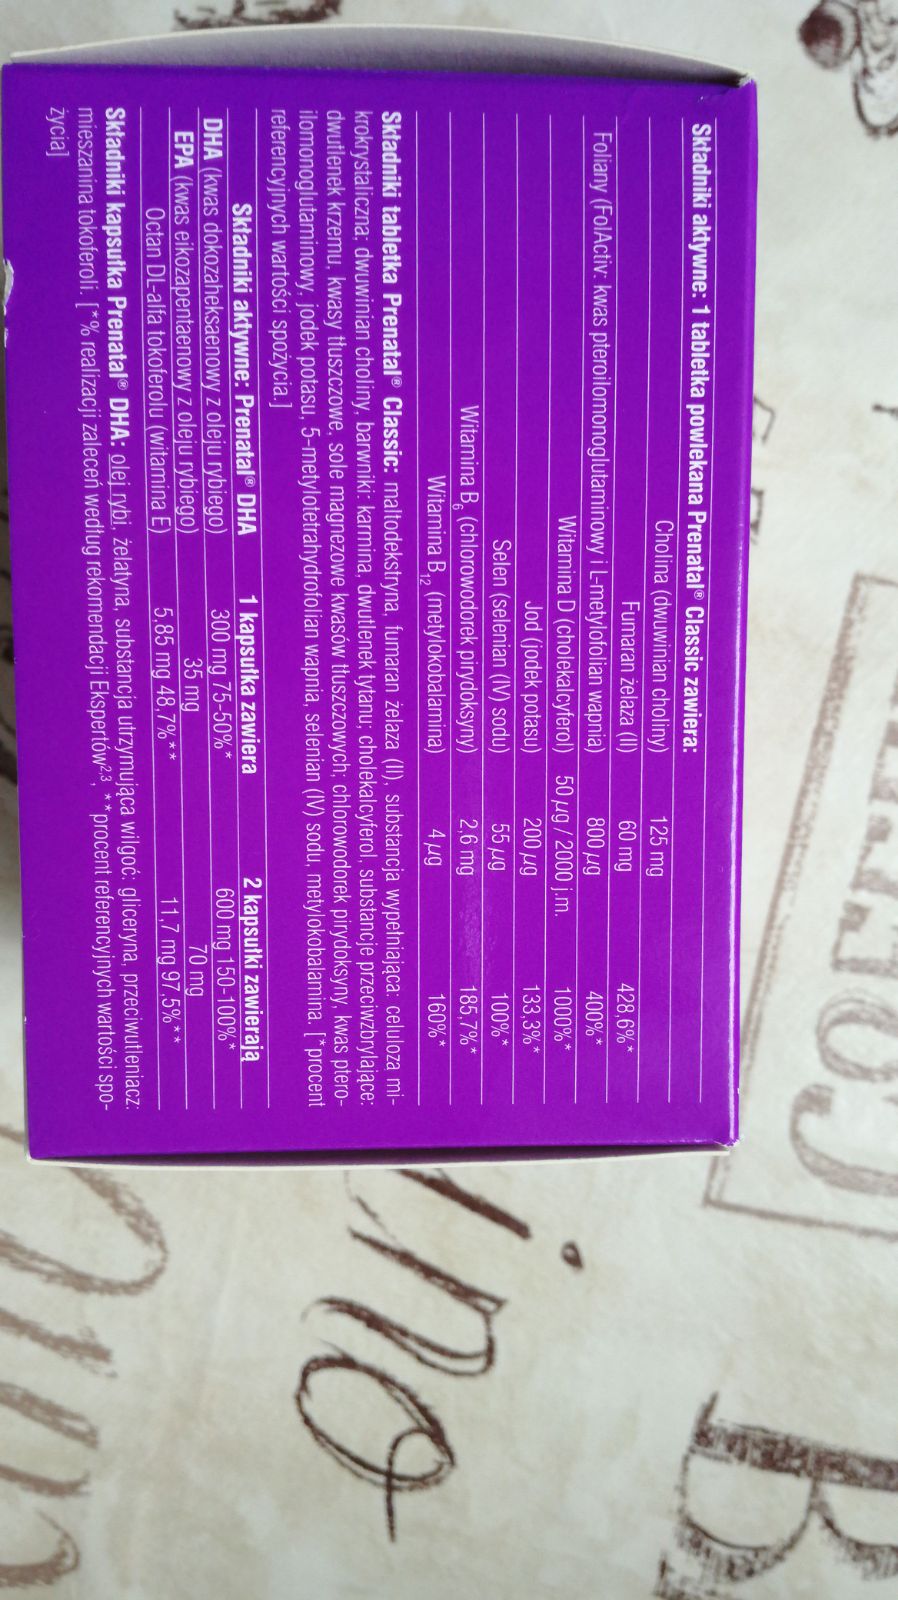 Składniki aktywne: 1 tabletka powlekana Prenatal® Classic zawiera:
Cholina (dwuwinian choliny) 125 mg
Fumaran żelaza (II) 60 mg 428,6%*
Foliany (FolActiv: kwas pteroilomonoglutaminowy i L-metylofolian wapnia) 800 µg 400%*
Witamina D (cholekalcyferol) 50 µg / 2000 j.m. 1000%*
Jod (jodek potasu) 200 µg 133,3%*
Selen (selenian (IV) sodu) 55 µg 100%*
Witamina B6 (chlorowodorek pirydoksyny) 2,6 mg 185,7%*
Witamina B12 (metylokobalamina) 4 µg 160%*
Składniki tabletka Prenatal® Classic: maltodekstryna, fumaran żelaza (II), substancja wypełniająca: celuloza mi-
krokrystaliczna; dwuwinian choliny, barwniki: karmina, dwutlenek tytanu; cholekalcyferol, substancje przeciwzbrylające:
dwutlenek krzemu, kwasy tłuszczowe, sole magnezowe kwasów tłuszczowych; chlorowodorek pirydoksyny, kwas ptero-
ilomonoglutaminowy, jodek potasu, 5-metylotetrahydrofolian wapnia, selenian (IV) sodu, metylokobalamina. [*procent
referencyjnych wartości spożycia.]
Składniki aktywne: Prenatal® DHA 1 kapsułka zawiera 2 kapsułki zawierają
DHA (kwas dokozaheksaenowy z oleju rybiego) 300 mg 75-50%* 600 mg 150-100%*
EPA (kwas eikozapentaenowy z oleju rybiego) 35 mg 70 mg
Octan DL-alfa tokoferolu (witamina E) 5,85 mg 48,7%** 11,7 mg 97,5%**
Składniki kapsułka Prenatal® DHA: olej rybi, żelatyna, substancja utrzymująca wilgoć: gliceryna, przeciwutleniacz:
mieszanina tokoferoli. [*% realizacji zaleceń według rekomendacji Ekspertów2,3, **procent referencyjnych wartości spo-
życia]
ino
B